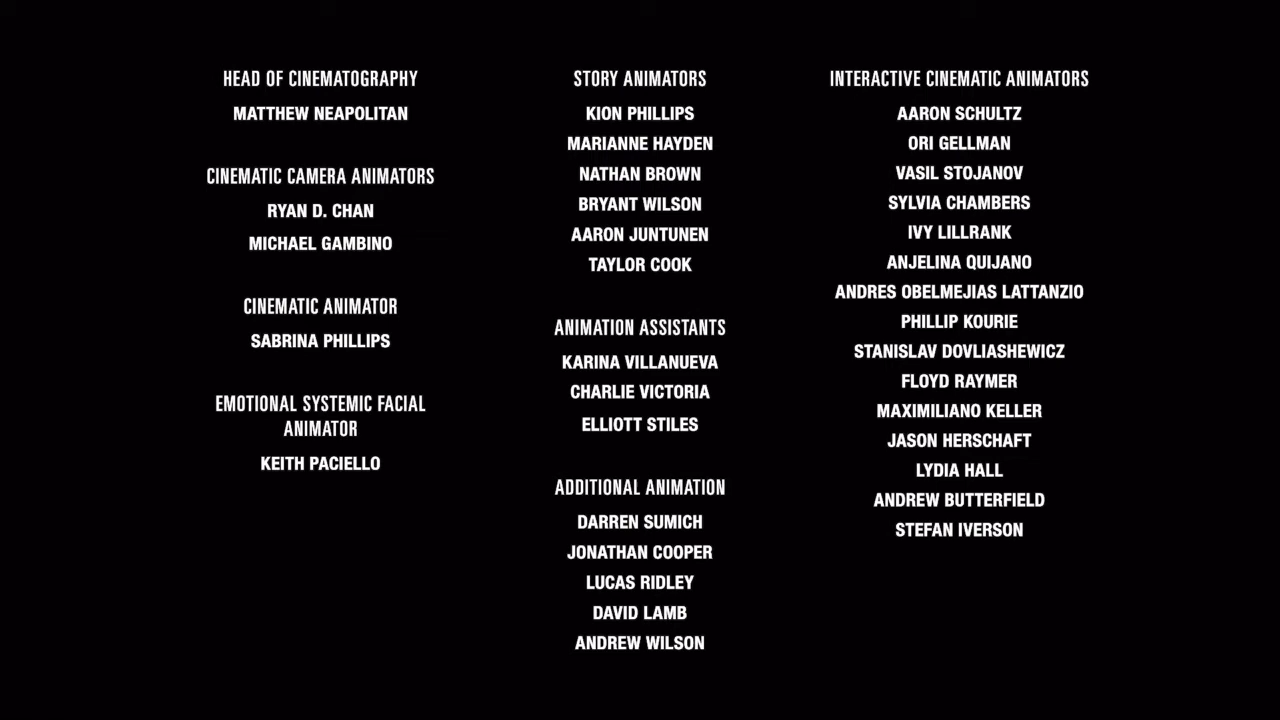 HEAD OF CINEMATOGRAPHY
MATTHEW NEAPOLITAN
CINEMATIC CAMERA ANIMATORS
RYAN D. CHAN
MICHAEL GAMBINO
CINEMATIC ANIMATOR
SABRINA PHILLIPS
EMOTIONAL SYSTEMIC FACIAL
ANIMATOR
KEITH PACIELLO
STORY ANIMATORS
KION PHILLIPS
MARIANNE HAYDEN
NATHAN BROWN
BRYANT WILSON
AARON JUNTUNEN
TAYLOR COOK
ANIMATION ASSISTANTS
KARINA VILLANUEVA
CHARLIE VICTORIA
ELLIOTT STILES
ADDITIONAL ANIMATION
DARREN SUMICH
JONATHAN COOPER
LUCAS RIDLEY
DAVID LAMB
ANDREW WILSON
INTERACTIVE CINEMATIC ANIMATORS
AARON SCHULTZ
ORI GELLMAN
VASIL STOJANOV
SYLVIA CHAMBERS
IVY LILLRANK
ANJELINA QUIJANO
ANDRES OBELMEJIAS LATTANZIO
PHILLIP KOURIE
STANISLAV DOVLIASHEWICZ
FLOYD RAYMER
MAXIMILIANO KELLER
JASON HERSCHAFT
LYDIA HALL
ANDREW BUTTERFIELD
STEFAN IVERSON